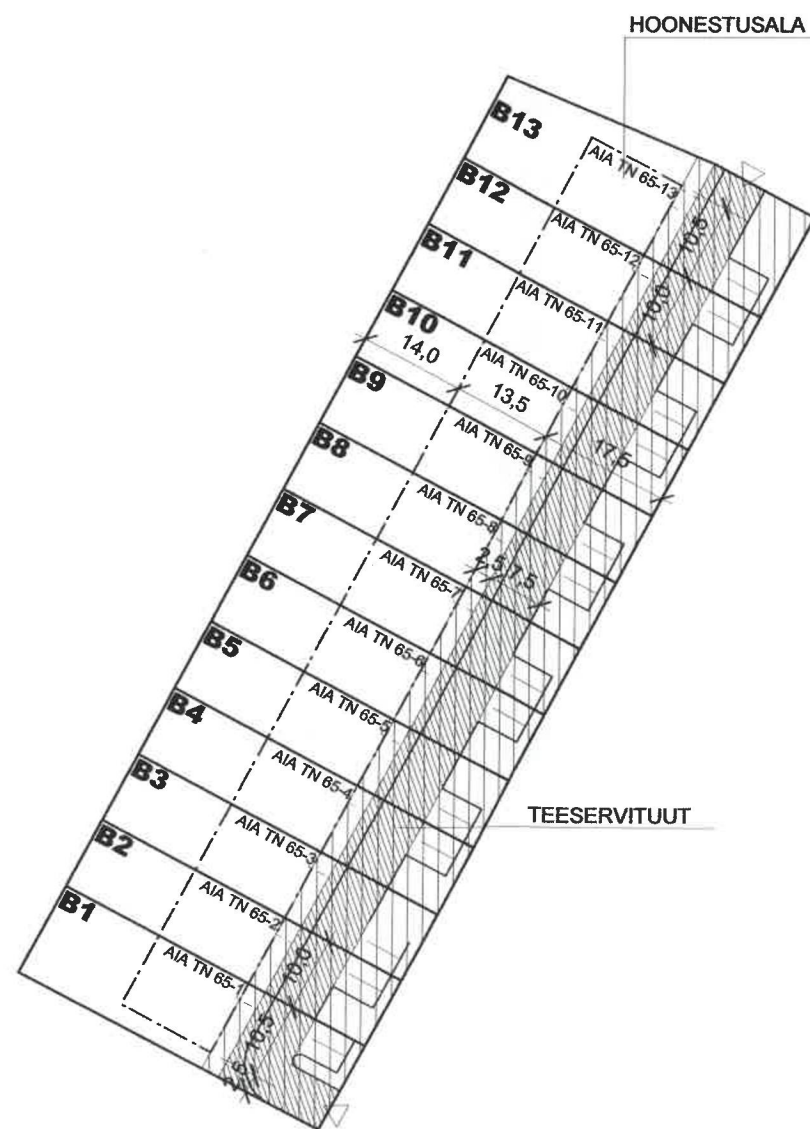 HOONESTUSALA
B13
AIA TN 65-13
B12
AIA TN 65-12
10,5
B11
AIA TN 65-11
10,0
B10
AIA TN 65-10
14,0
13,5
17,5
B9
AIA TN 65-9
B8
AIA TN 65-8
B7
AIA TN 65-7
2,5
7,5
B6
AIA TN 65-6
B5
AIA TN 65-5
B4
AIA TN 65-4
TEESERVITUUT
B3
AIA TN 65-3
B2
AIA TN 65-2
10,0
B1
AIA TN 65-1
10,5
2,5